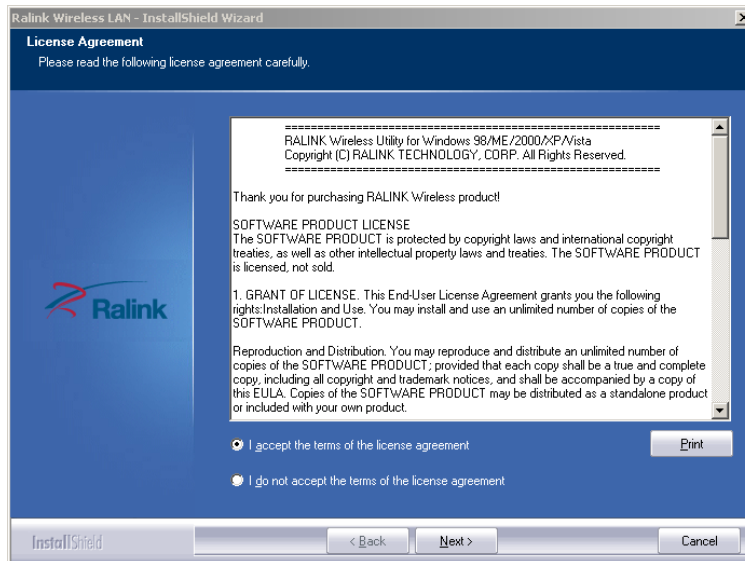 Ralink Wireless LAN - InstallShield Wizard
License Agreement
Please read the following license agreement carefully.
============================================================
RALINK Wireless Utility for Windows 98/ME/2000/XP/Vista
Copyright (C) RALINK TECHNOLOGY, CORP. All Rights Reserved.
============================================================
Thank you for purchasing RALINK Wireless product!
SOFTWARE PRODUCT LICENSE
The SOFTWARE PRODUCT is protected by copyright laws and international copyright
treaties, as well as other intellectual property laws and treaties. The SOFTWARE PRODUCT
is licensed, not sold.
1. GRANT OF LICENSE. This End-User License Agreement grants you the following
rights:Installation and Use. You may install and use an unlimited number of copies of the
SOFTWARE PRODUCT.
Reproduction and Distribution. You may reproduce and distribute an unlimited number of
copies of the SOFTWARE PRODUCT; provided that each copy shall be a true and complete
copy, including all copyright and trademark notices, and shall be accompanied by a copy of
this EULA. Copies of the SOFTWARE PRODUCT may be distributed as a standalone product
or included with your own product.
Ralink
I accept the terms of the license agreement
Print
I do not accept the terms of the license agreement
InstallShield
< Back
Next >
Cancel